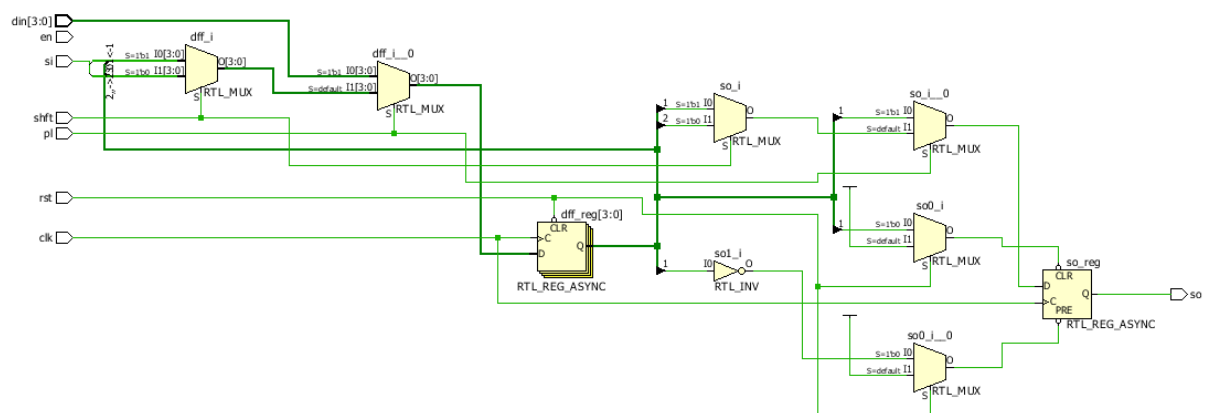 din[3:0]
en
si
shft
pl
rst
clk
dff_i
S=1'b1 I0[3:0]
S=1'b0 I1[3:0]
O[3:0]
S
RTL_MUX
dff_i__0
S=1'b1 I0[3:0]
S=default I1[3:0]
O[3:0]
S
RTL_MUX
dff_reg[3:0]
CLR
C
D
Q
RTL_REG_ASYNC
so_i
1 S=1'b1 I0
2 S=1'b0 I1
O
S
RTL_MUX
so1_i
1 I0 O
RTL_INV
so_i__0
1 S=1'b1 I0
S=default I1
O
S
RTL_MUX
so0_i
1 S=1'b0 I0
S=default I1
O
S
RTL_MUX
so0_i__0
S=1'b0 I0
S=default I1
O
S
RTL_MUX
so_reg
CLR
D
C
PRE
Q
RTL_REG_ASYNC
so